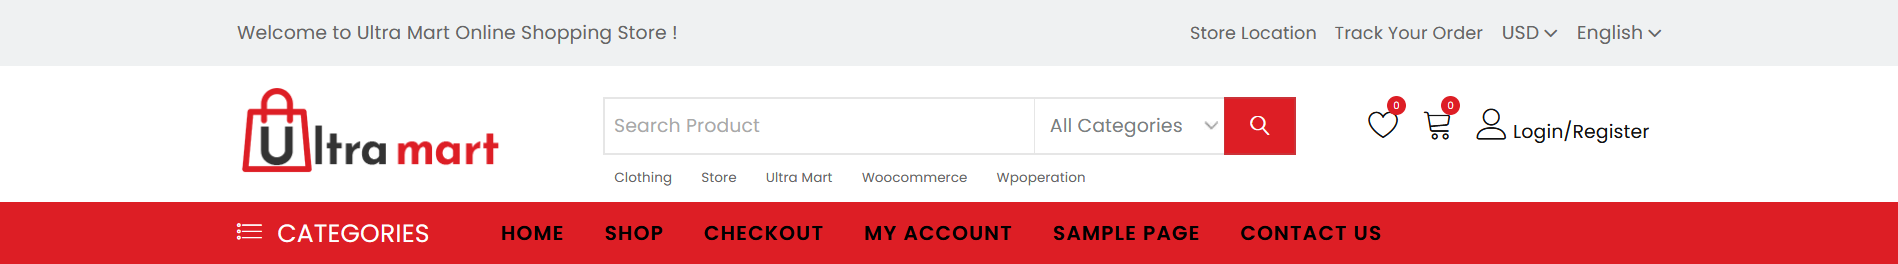 Welcome to Ultra Mart Online Shopping Store !
Store Location Track Your Order USD English
Ultra mart
Search Product All Categories
0 0 Login/Register
Clothing Store Ultra Mart Woocommerce Wpoperation
CATEGORIES HOME SHOP CHECKOUT MY ACCOUNT SAMPLE PAGE CONTACT US